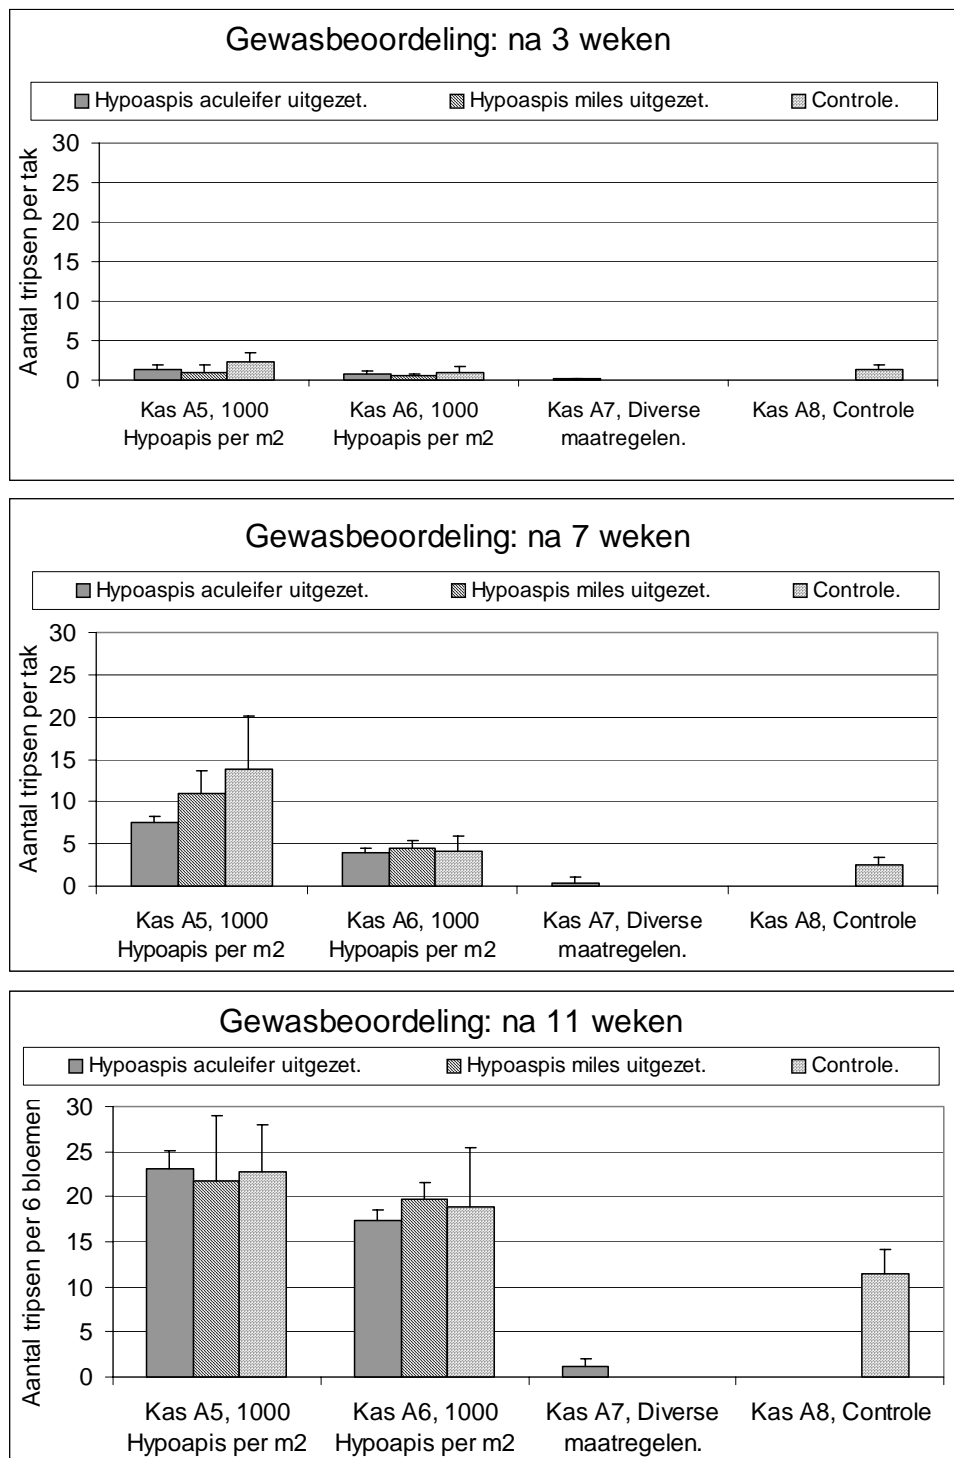 Gewasbeoordeling: na 3 weken
Hypoaspis aculeifer uitgezet. Hypoaspis miles uitgezet. Controle.
Aantal tripsen per tak
30
25
20
15
10
5
0
Kas A5, 1000 Kas A6, 1000 Kas A7, Diverse Kas A8, Controle
Hypoapis per m2 Hypoapis per m2 maatregelen.
Gewasbeoordeling: na 7 weken
Hypoaspis aculeifer uitgezet. Hypoaspis miles uitgezet. Controle.
Aantal tripsen per tak
30
25
20
15
10
5
0
Kas A5, 1000 Kas A6, 1000 Kas A7, Diverse Kas A8, Controle
Hypoapis per m2 Hypoapis per m2 maatregelen.
Gewasbeoordeling: na 11 weken
Hypoaspis aculeifer uitgezet. Hypoaspis miles uitgezet. Controle.
Aantal tripsen per 6 bloemen
30
25
20
15
10
5
0
Kas A5, 1000 Kas A6, 1000 Kas A7, Diverse Kas A8, Controle
Hypoapis per m2 Hypoapis per m2 maatregelen.